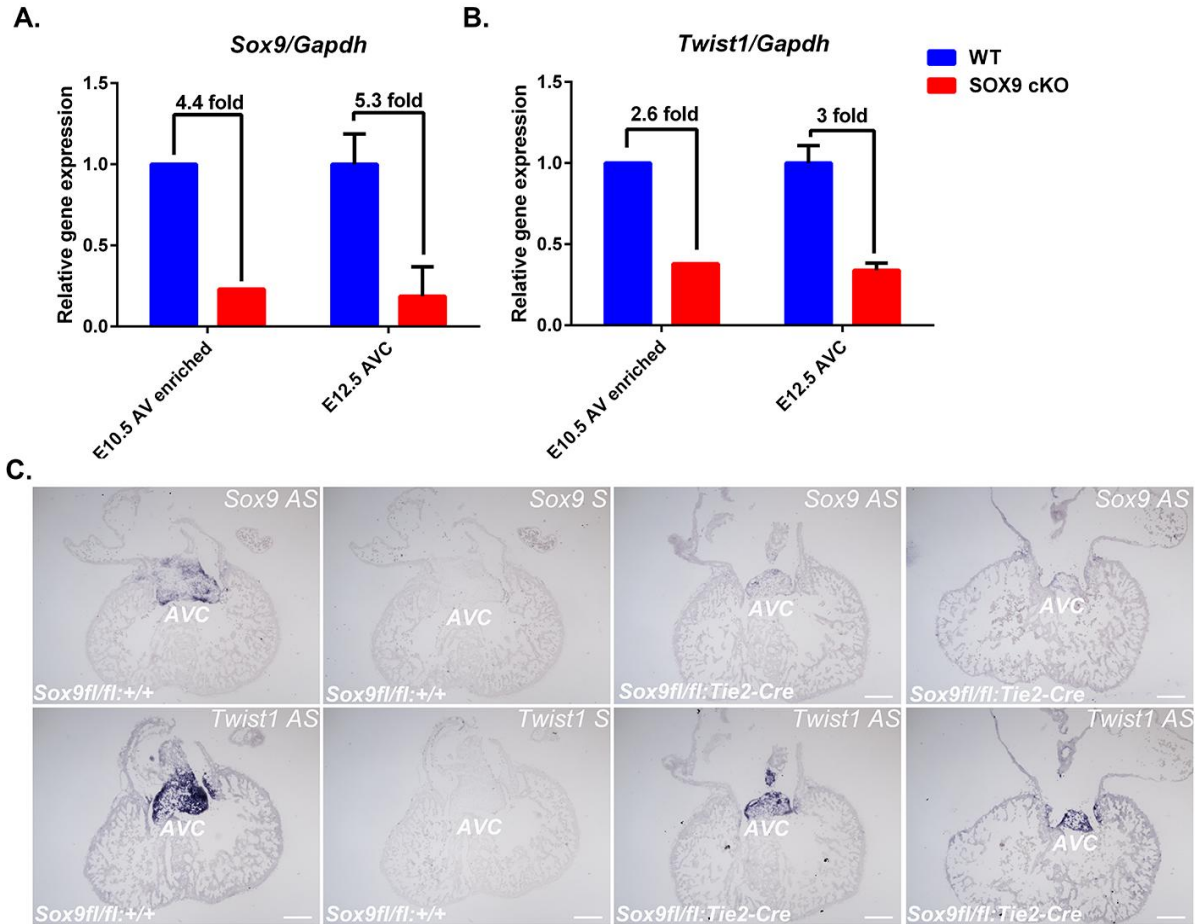 A.
Sox9/Gapdh
Relative gene expression
1.5
1.0
0.5
0.0
4.4 fold
5.3 fold
E10.5 AV enriched
E12.5 AVC
B.
Twist1/Gapdh
Relative gene expression
1.5
1.0
0.5
0.0
2.6 fold
3 fold
E10.5 AV enriched
E12.5 AVC
WT
SOX9 cKO
C.
Sox9 AS
AVC
Sox9fl/fl:+/+
Sox9 S
AVC
Sox9fl/fl:+/+
Sox9 AS
AVC
Sox9fl/fl:Tie2-Cre
Sox9 AS
AVC
Sox9fl/fl:Tie2-Cre
Twist1 AS
AVC
Sox9fl/fl:+/+
Twist1 S
AVC
Sox9fl/fl:+/+
Twist1 AS
AVC
Sox9fl/fl:Tie2-Cre
Twist1 AS
AVC
Sox9fl/fl:Tie2-Cre